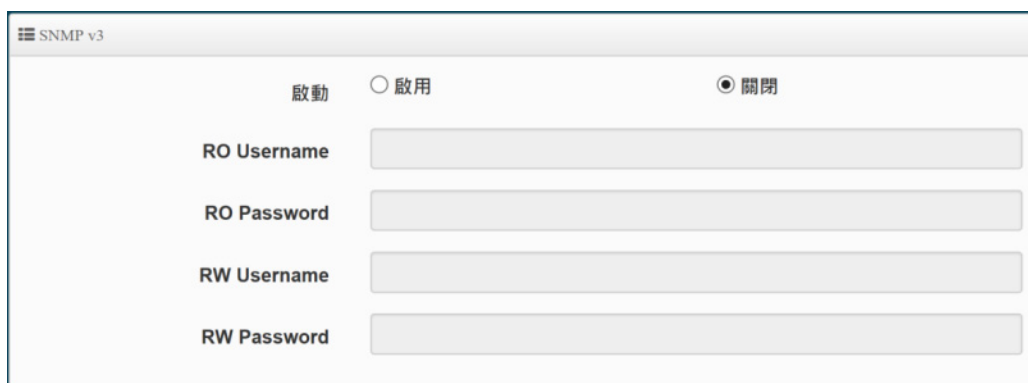 SNMP v3
啟動 啟用 關閉
RO Username
RO Password
RW Username
RW Password